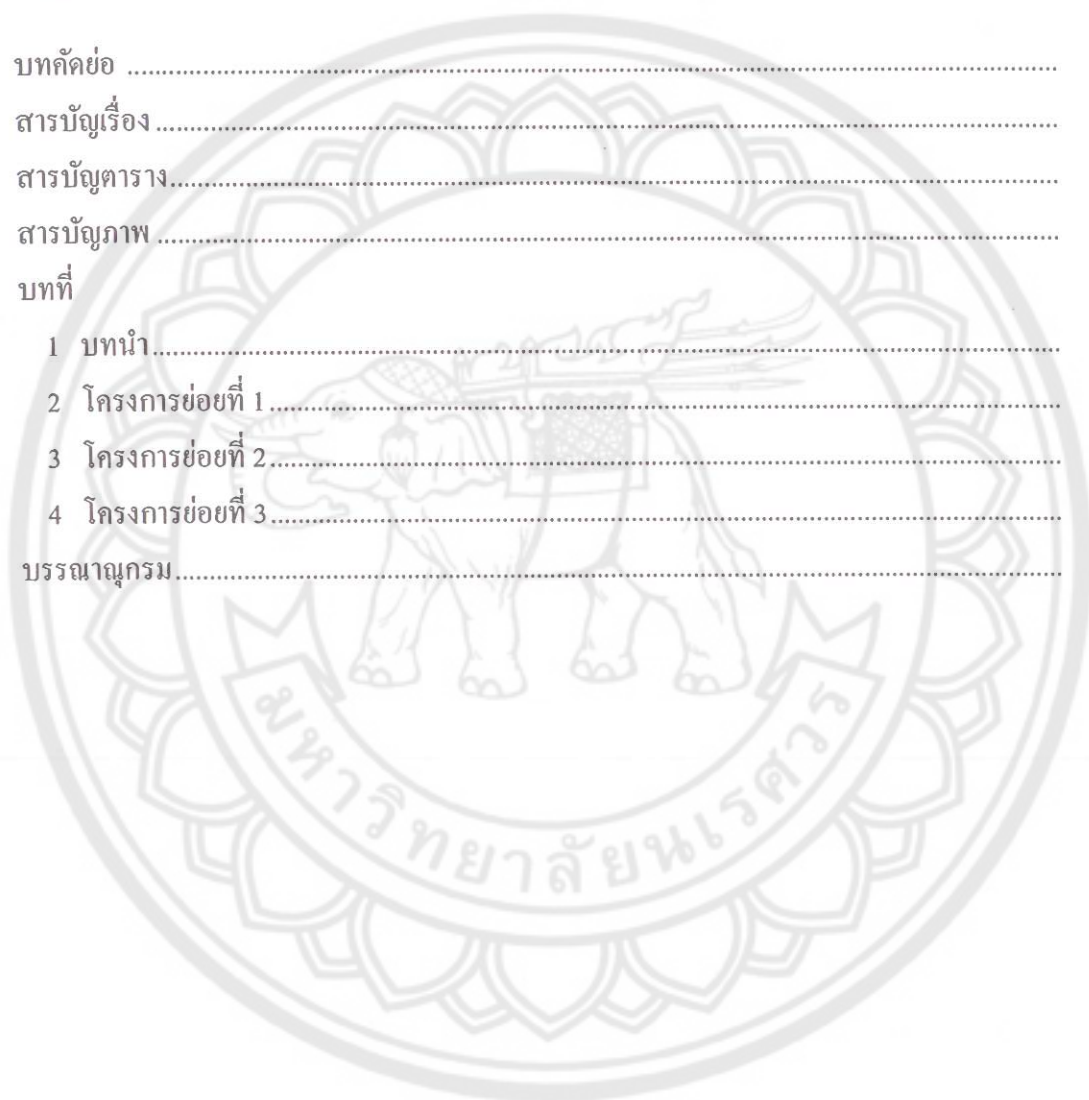 บทคัดย่อ ........................................................................
สารบัญเรื่อง ........................................................................
สารบัญตาราง ........................................................................
สารบัญภาพ ........................................................................
บทที่
1 บทนำ ........................................................................
2 โครงการย่อยที่ 1 ........................................................................
3 โครงการย่อยที่ 2 ........................................................................
4 โครงการย่อยที่ 3 ........................................................................
บรรณาณุกรม ........................................................................
มหาวิทยาลัยนเรศวร